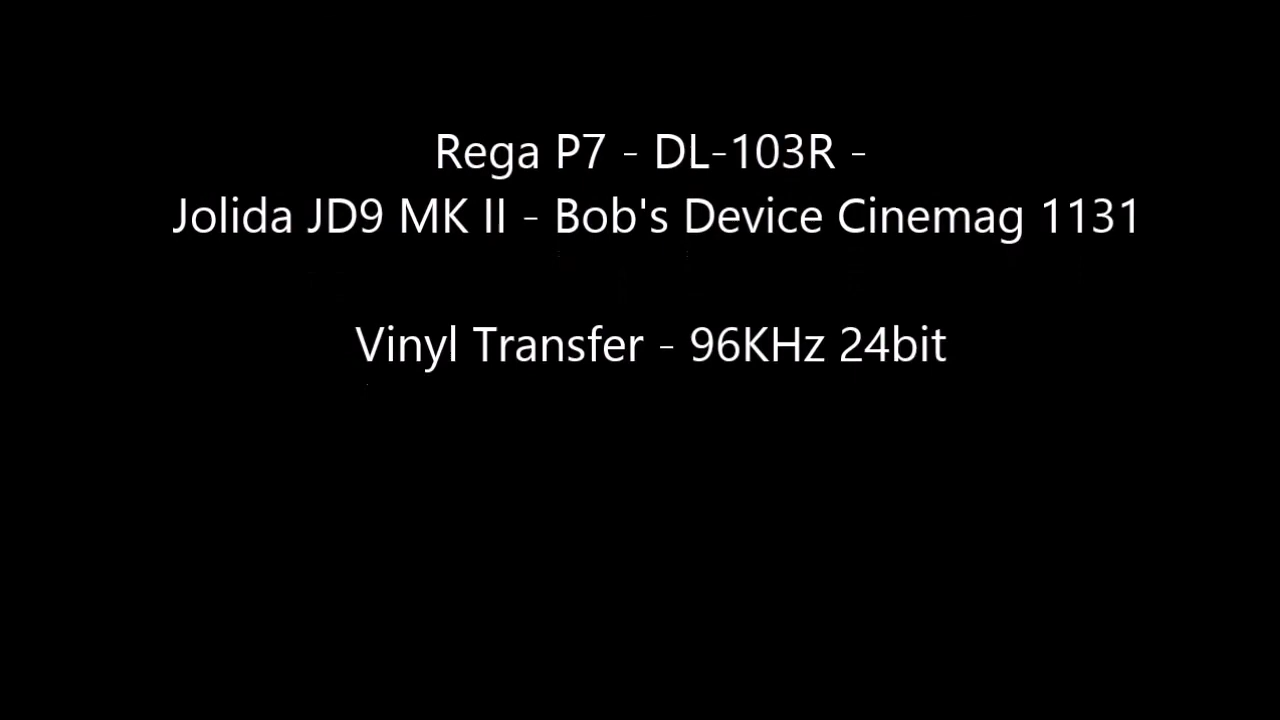 Rega P7 - DL-103R -
Jolida JD9 MK II - Bob's Device Cinemag 1131
Vinyl Transfer - 96KHz 24bit